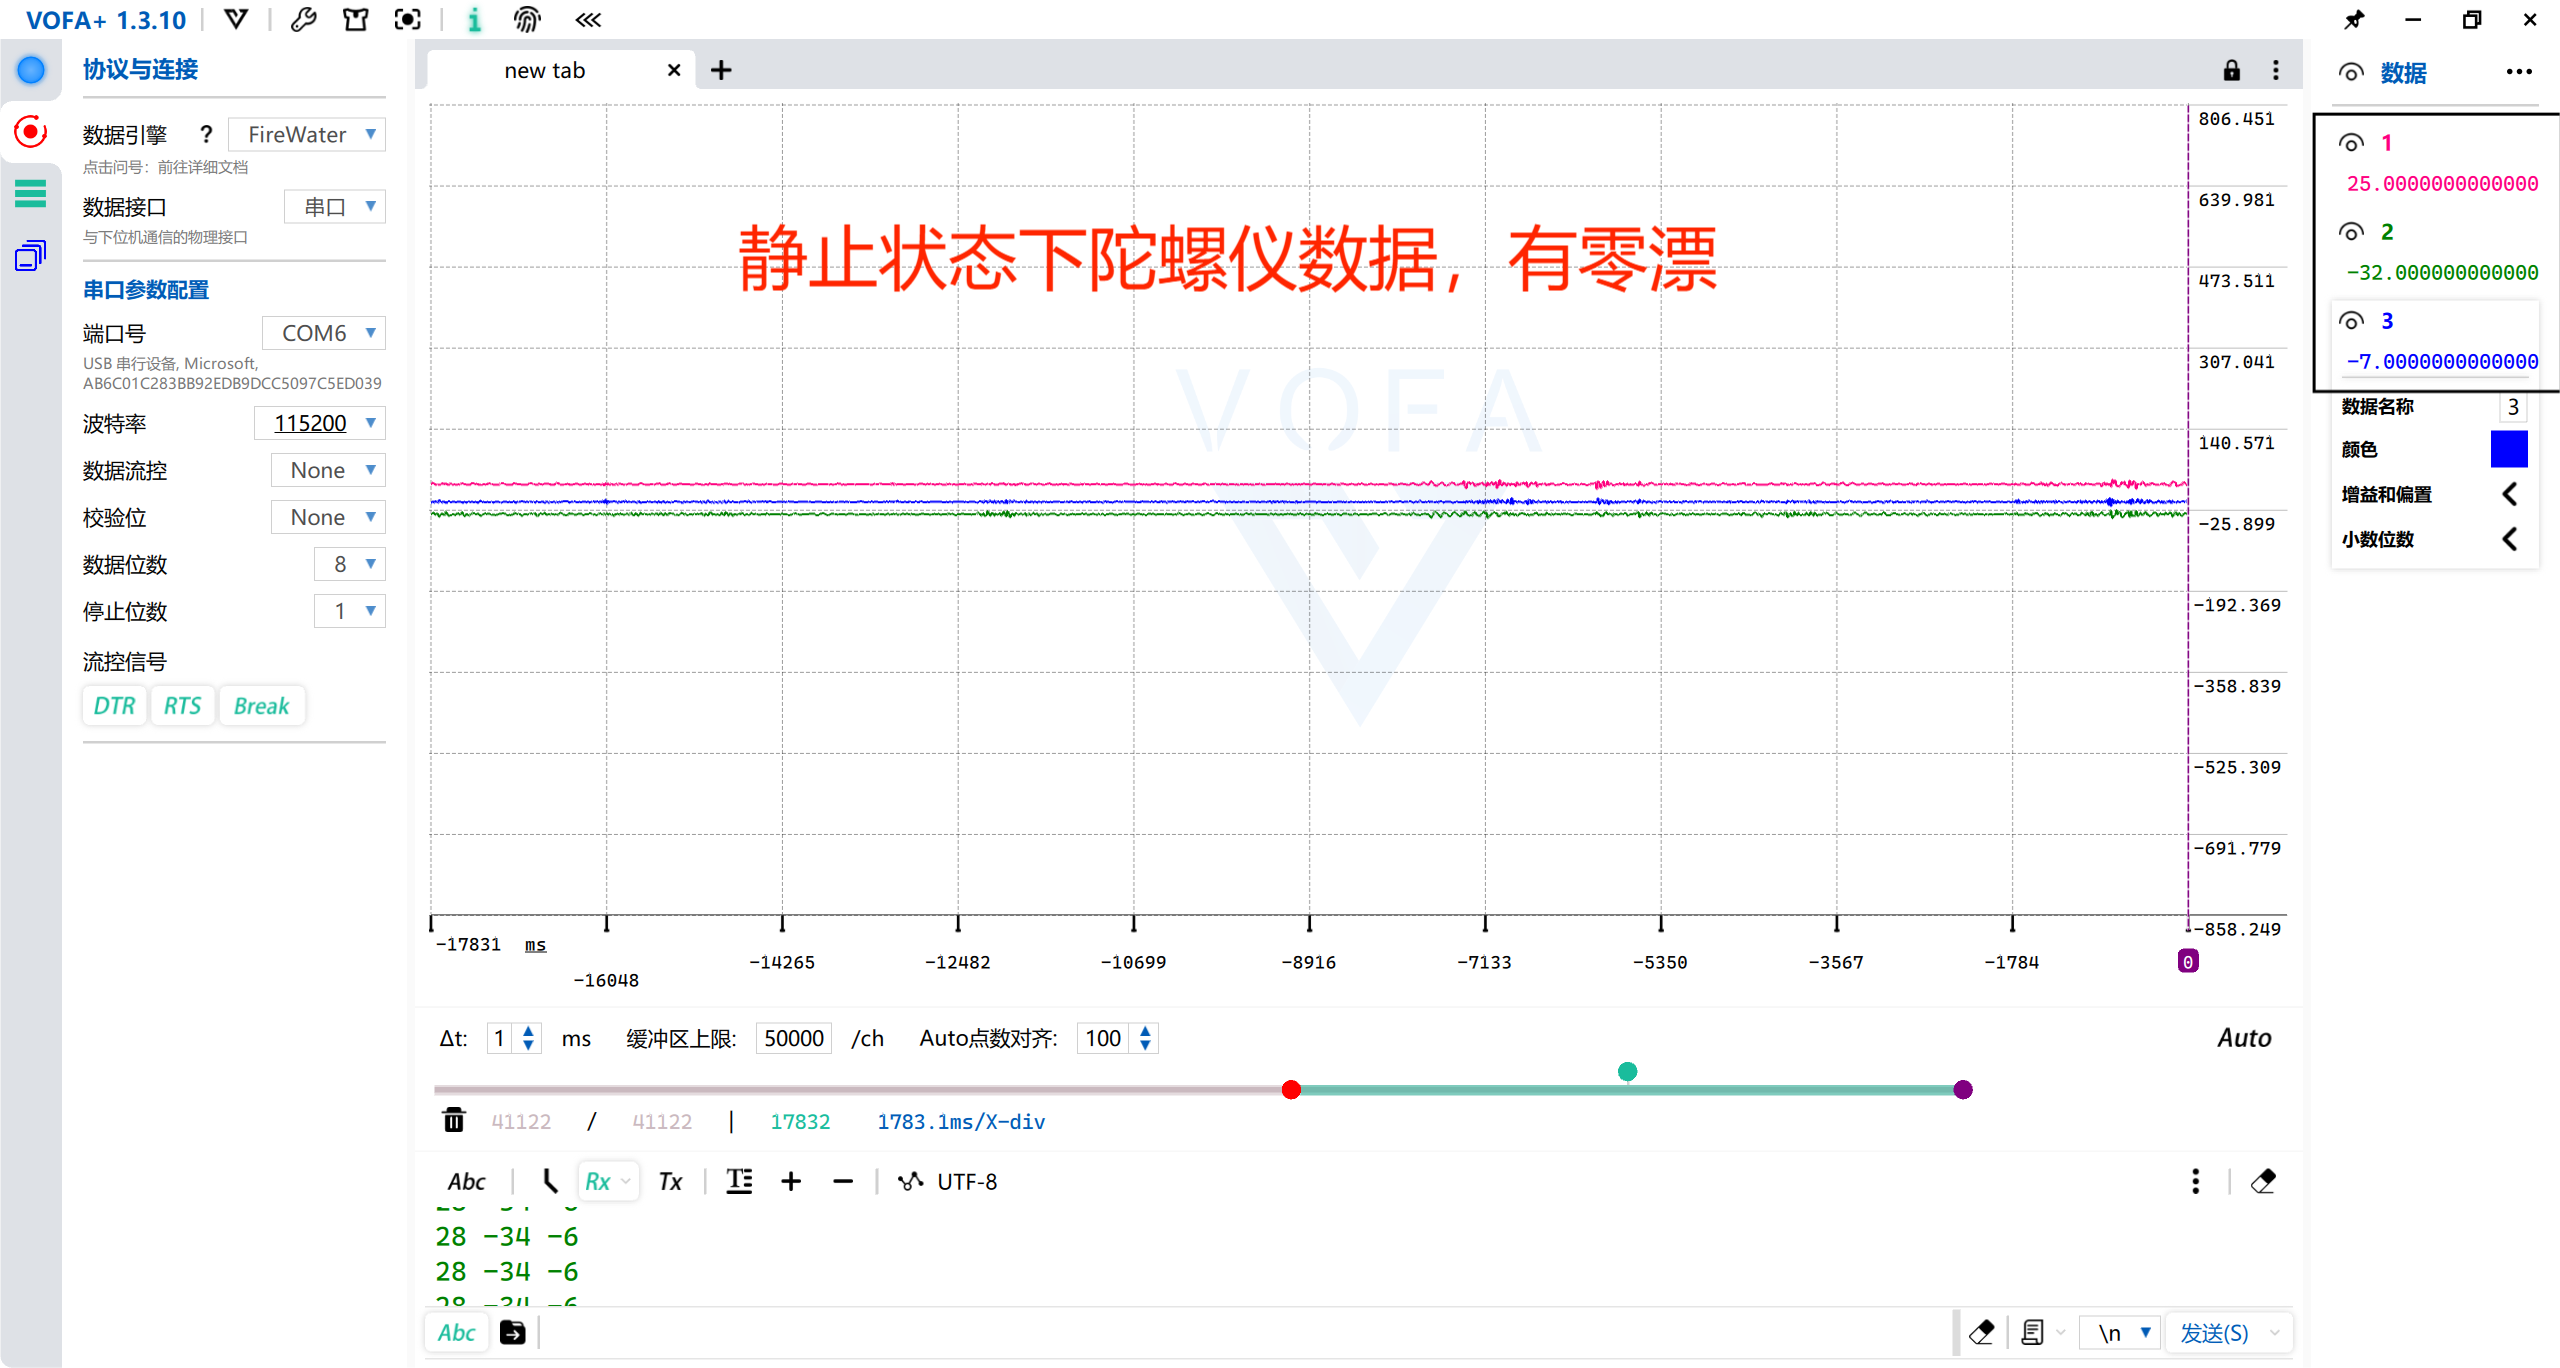 VOFA+ 1.3.10
协议与连接
数据引擎 ? FireWater
点击问号：前往详细文档
数据接口 串口
与下位机通信的物理接口
串口参数配置
端口号 COM6
USB 串行设备, Microsoft,
AB6C01C283BB92EDB9DCC5097C5ED039
波特率 115200
数据流控 None
校验位 None
数据位数 8
停止位数 1
流控信号
DTR RTS Break
new tab
静止状态下陀螺仪数据，有零漂
VOFA
806.451
639.981
473.511
307.041
140.571
-25.899
-192.369
-358.839
-525.309
-691.779
-858.249
-17831 ms
-16048
-14265
-12482
-10699
-8916
-7133
-5350
-3567
-1784
0
Δt: 1 ms 缓冲区上限: 50000 /ch Auto点数对齐: 100 Auto
41122 / 41122 | 17832 1783.1ms/X-div
Abc Rx Tx UTF-8
28 -34 -6
28 -34 -6
28 -34 -6
28 -34 -6
Abc \n 发送(S)
数据
1
25.0000000000000
2
-32.000000000000
3
-7.0000000000000
数据名称 3
颜色
增益和偏置
小数位数